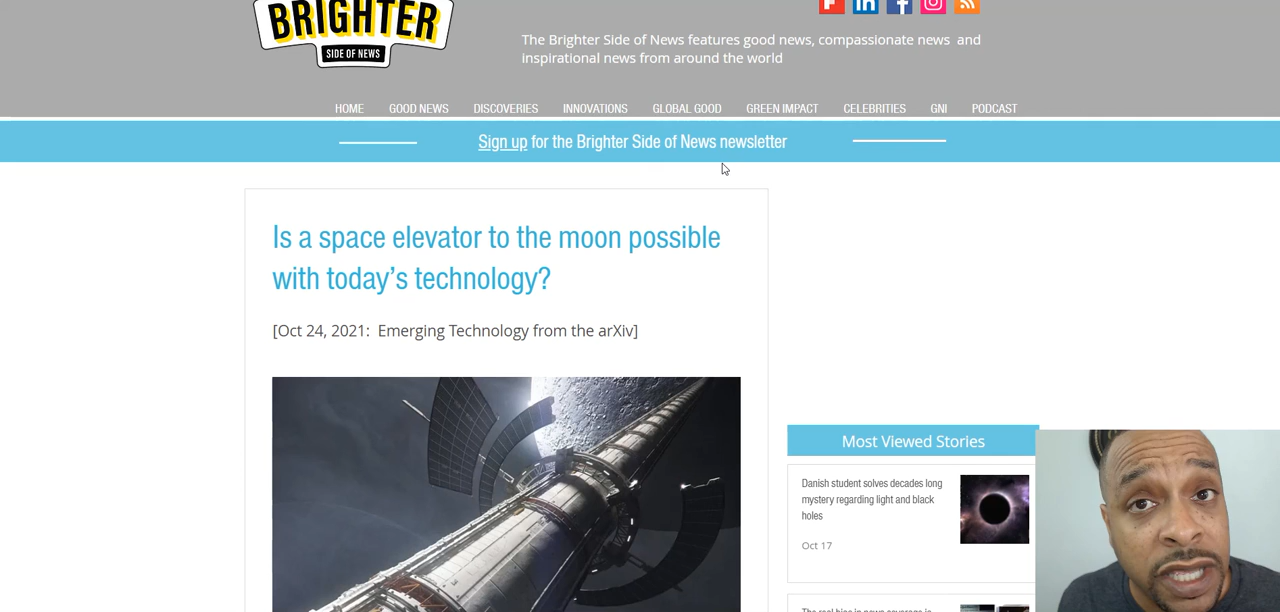 BRIGHTER
SIDE OF NEWS
The Brighter Side of News features good news, compassionate news and
inspirational news from around the world
HOME GOOD NEWS DISCOVERIES INNOVATIONS GLOBAL GOOD GREEN IMPACT CELEBRITIES GNI PODCAST
Sign up for the Brighter Side of News newsletter
Is a space elevator to the moon possible
with today’s technology?
[Oct 24, 2021: Emerging Technology from the arXiv]
Most Viewed Stories
Danish student solves decades long
mystery regarding light and black
holes
Oct 17